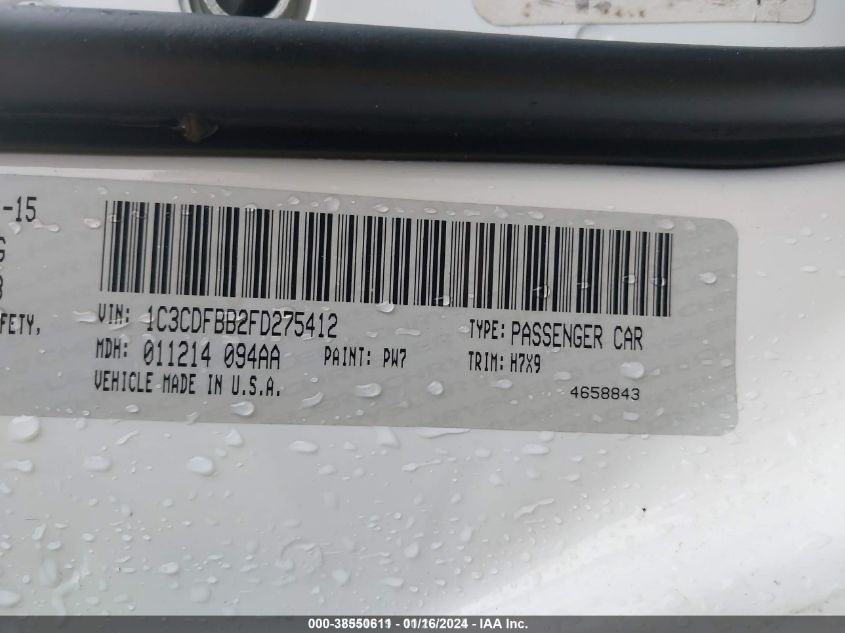 -15
G
8
FETY,
VIN: 1C3CDFBB2FD275412 TYPE: PASSENGER CAR
MDH: 011214 094AA PAINT: PW7 TRIM: H7X9
VEHICLE MADE IN U.S.A. 4658843
000-38550611 - 01/16/2024 - IAA Inc.